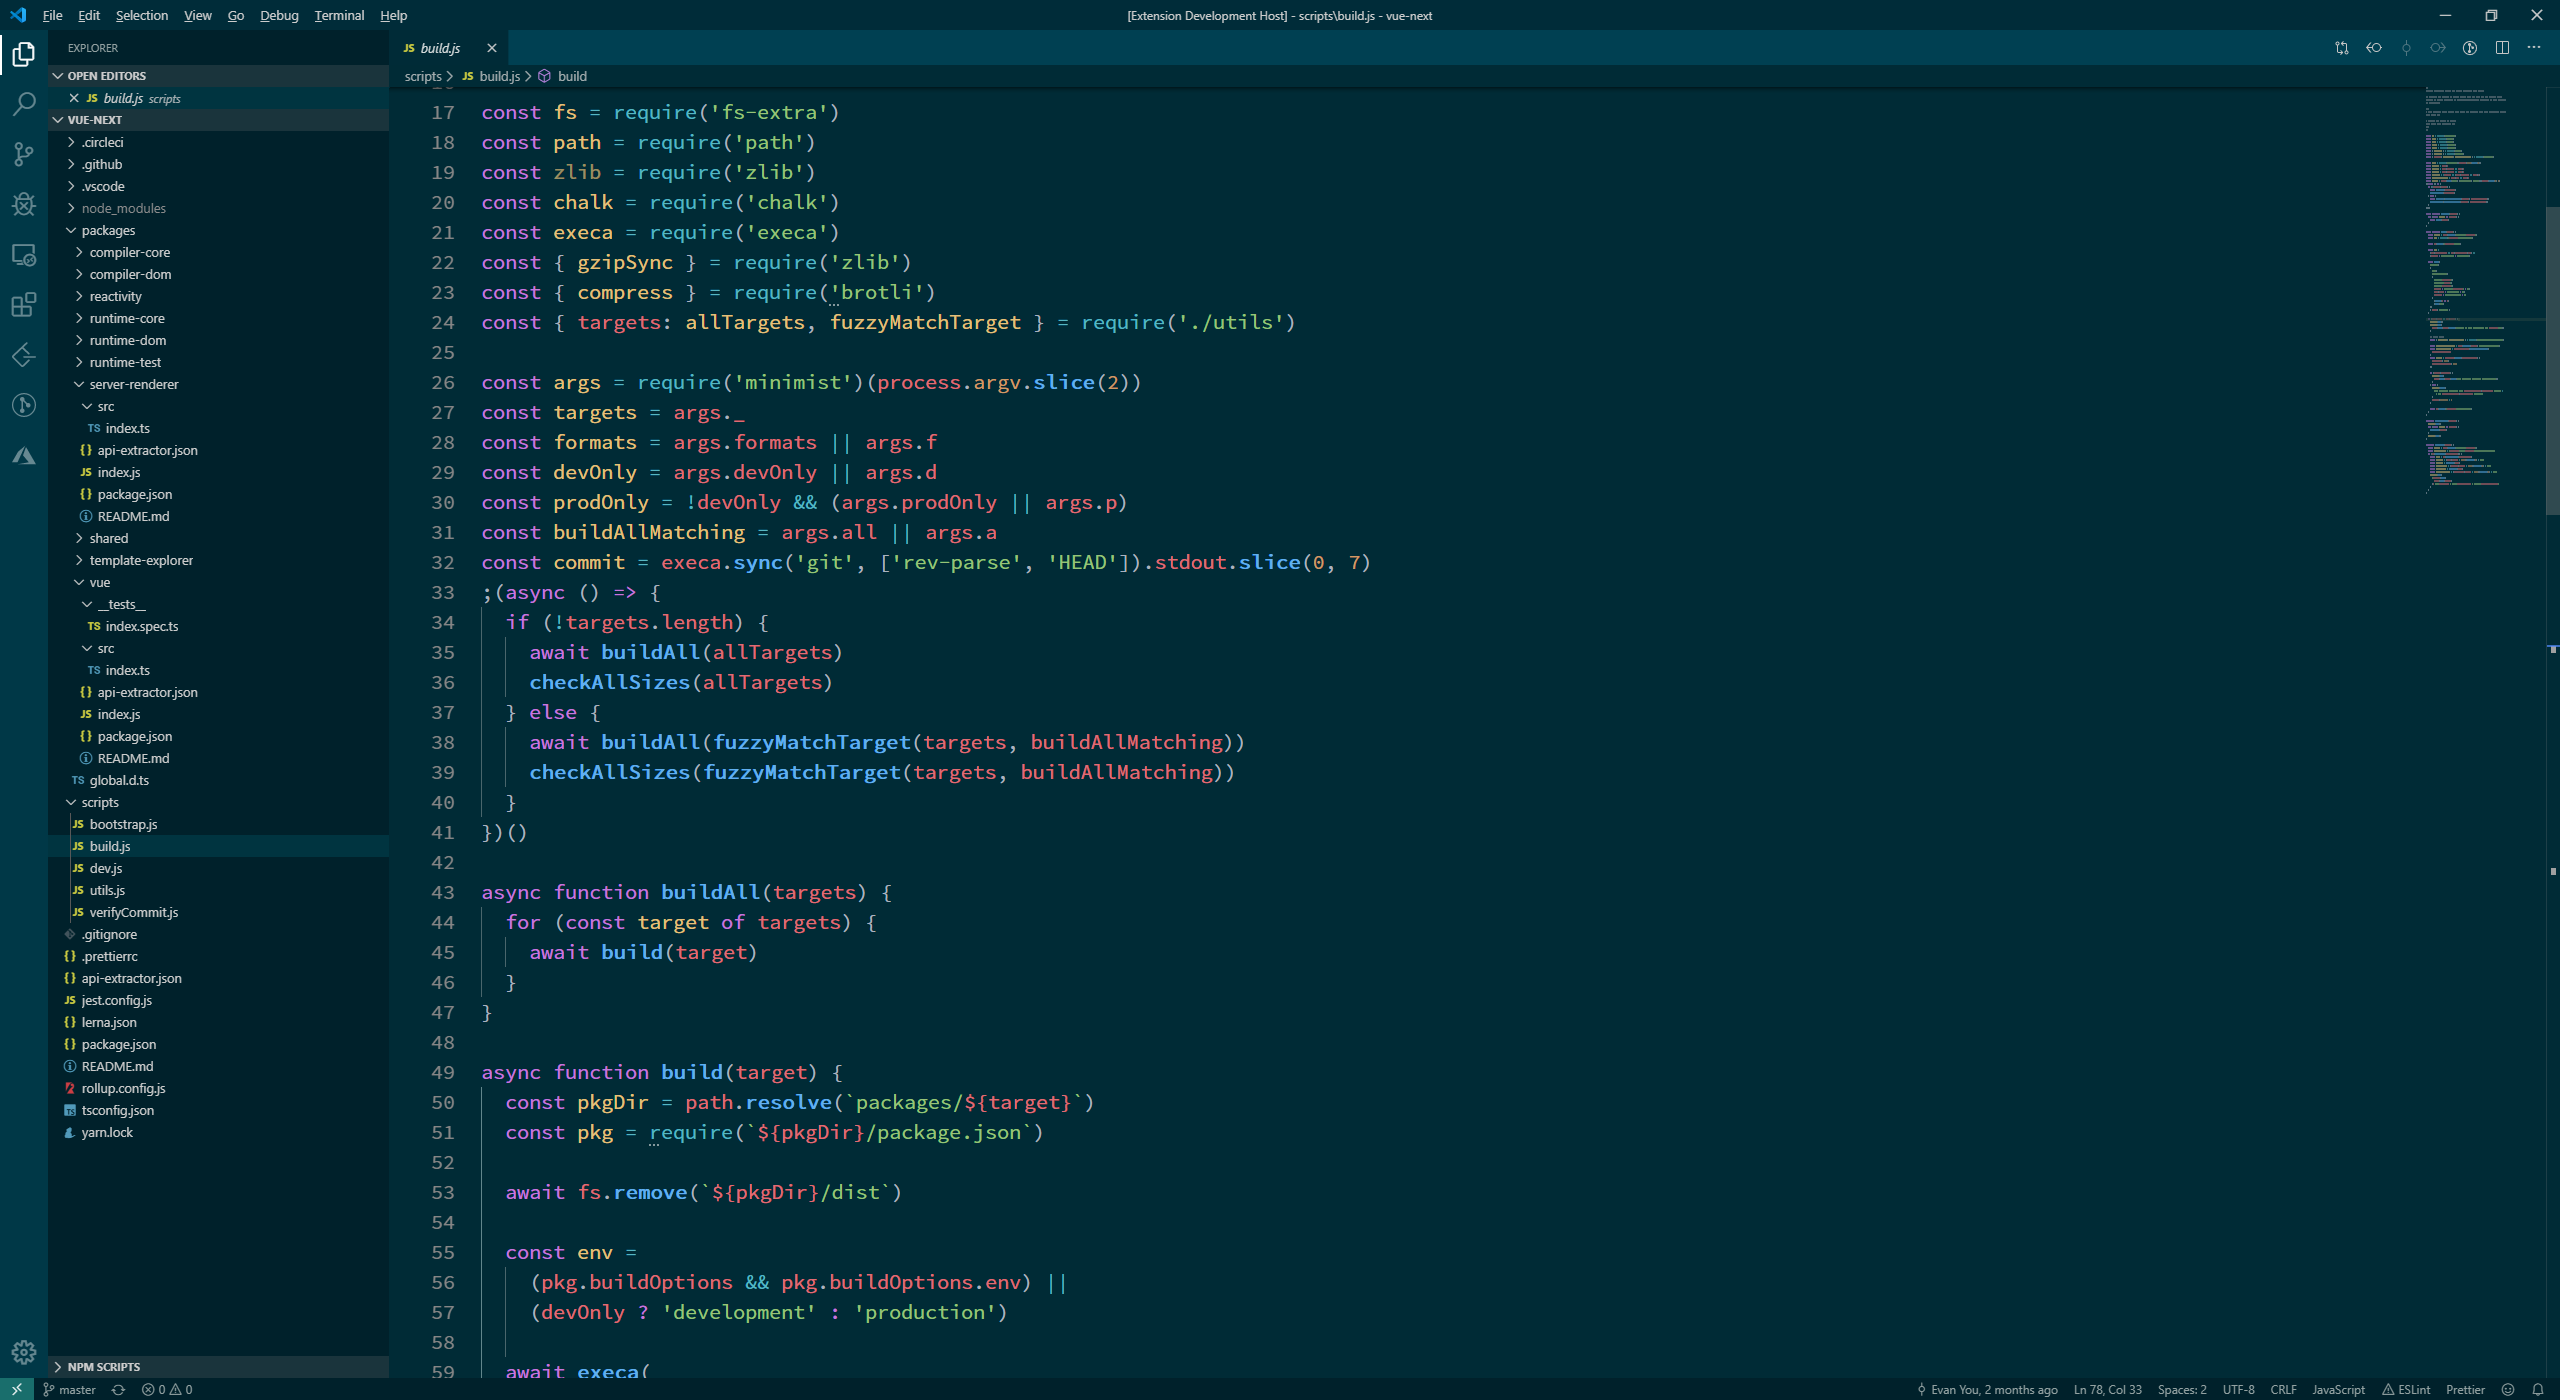 File Edit Selection View Go Debug Terminal Help
[Extension Development Host] - scripts\build.js - vue-next
EXPLORER
OPEN EDITORS
build.js scripts
VUE-NEXT
.circleci
.github
.vscode
node_modules
packages
compiler-core
compiler-dom
reactivity
runtime-core
runtime-dom
runtime-test
server-renderer
src
TS index.ts
{} api-extractor.json
JS index.js
{} package.json
README.md
shared
template-explorer
vue
__tests__
TS index.spec.ts
src
TS index.ts
{} api-extractor.json
JS index.js
{} package.json
README.md
TS global.d.ts
scripts
JS bootstrap.js
JS build.js
JS dev.js
JS utils.js
JS verifyCommit.js
.gitignore
{} .prettierrc
{} api-extractor.json
JS jest.config.js
{} lerna.json
{} package.json
README.md
rollup.config.js
tsconfig.json
yarn.lock
NPM SCRIPTS
JS build.js
scripts > JS build.js > build
17 const fs = require('fs-extra')
18 const path = require('path')
19 const zlib = require('zlib')
20 const chalk = require('chalk')
21 const execa = require('execa')
22 const { gzipSync } = require('zlib')
23 const { compress } = require('brotli')
24 const { targets: allTargets, fuzzyMatchTarget } = require('./utils')
25
26 const args = require('minimist')(process.argv.slice(2))
27 const targets = args._
28 const formats = args.formats || args.f
29 const devOnly = args.devOnly || args.d
30 const prodOnly = !devOnly && (args.prodOnly || args.p)
31 const buildAllMatching = args.all || args.a
32 const commit = execa.sync('git', ['rev-parse', 'HEAD']).stdout.slice(0, 7)
33 ;(async () => {
34   if (!targets.length) {
35     await buildAll(allTargets)
36     checkAllSizes(allTargets)
37   } else {
38     await buildAll(fuzzyMatchTarget(targets, buildAllMatching))
39     checkAllSizes(fuzzyMatchTarget(targets, buildAllMatching))
40   }
41 })()
42
43 async function buildAll(targets) {
44   for (const target of targets) {
45     await build(target)
46   }
47 }
48
49 async function build(target) {
50   const pkgDir = path.resolve(`packages/${target}`)
51   const pkg = require(`${pkgDir}/package.json`)
52
53   await fs.remove(`${pkgDir}/dist`)
54
55   const env =
56     (pkg.buildOptions && pkg.buildOptions.env) ||
57     (devOnly ? 'development' : 'production')
58
59   await execa(
master 0 0 Evan You, 2 months ago Ln 78, Col 33 Spaces: 2 UTF-8 CRLF JavaScript ESLint Prettier